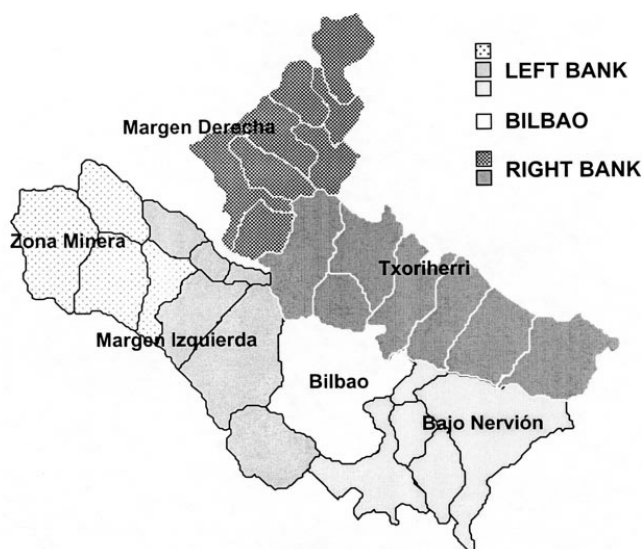 LEFT BANK
BILBAO
RIGHT BANK
Margen Derecha
Zona Minera
Txoriherri
Margen Izquierda
Bilbao
Bajo Nervión